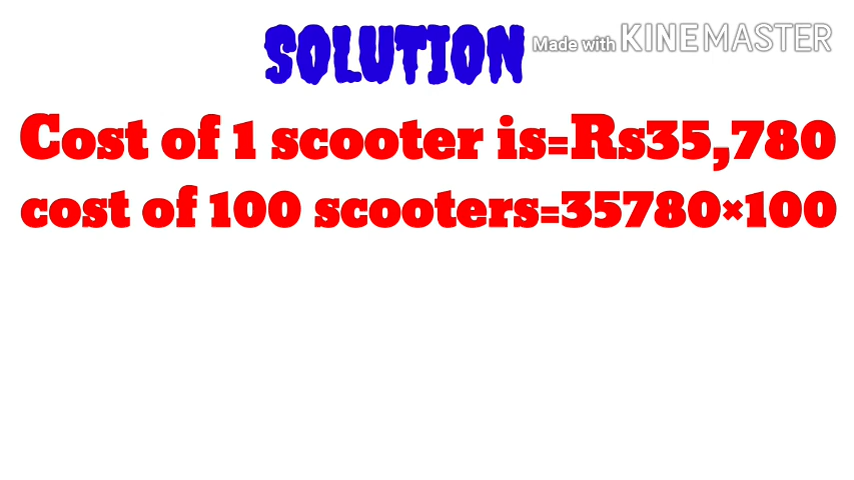 SOLUTION
Made with KINEMASTER
Cost of 1 scooter is=Rs35,780
cost of 100 scooters=35780×100